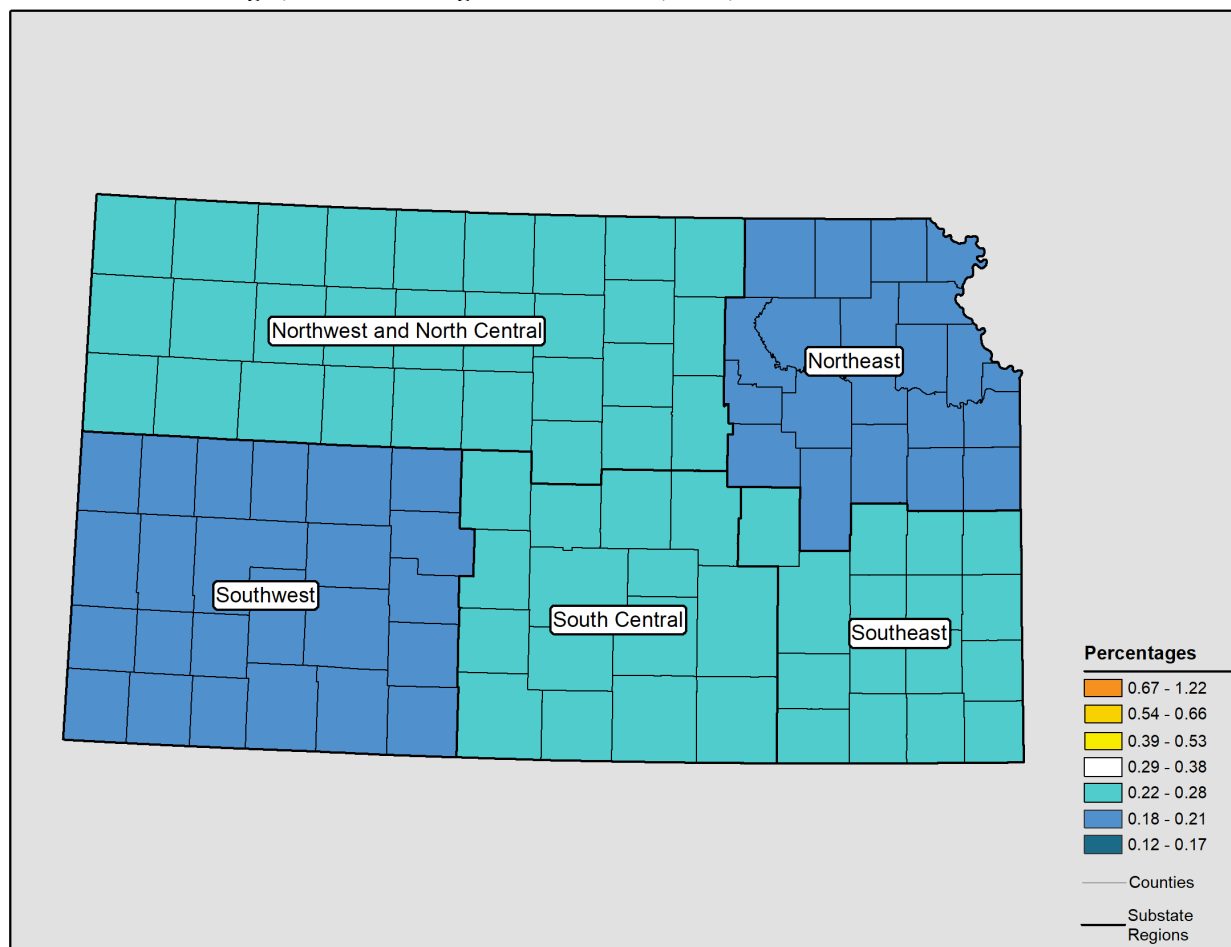 Northwest and North Central
Northeast
Southwest
South Central
Southeast
Percentages
0.67 - 1.22
0.54 - 0.66
0.39 - 0.53
0.29 - 0.38
0.22 - 0.28
0.18 - 0.21
0.12 - 0.17
Counties
Substate
Regions